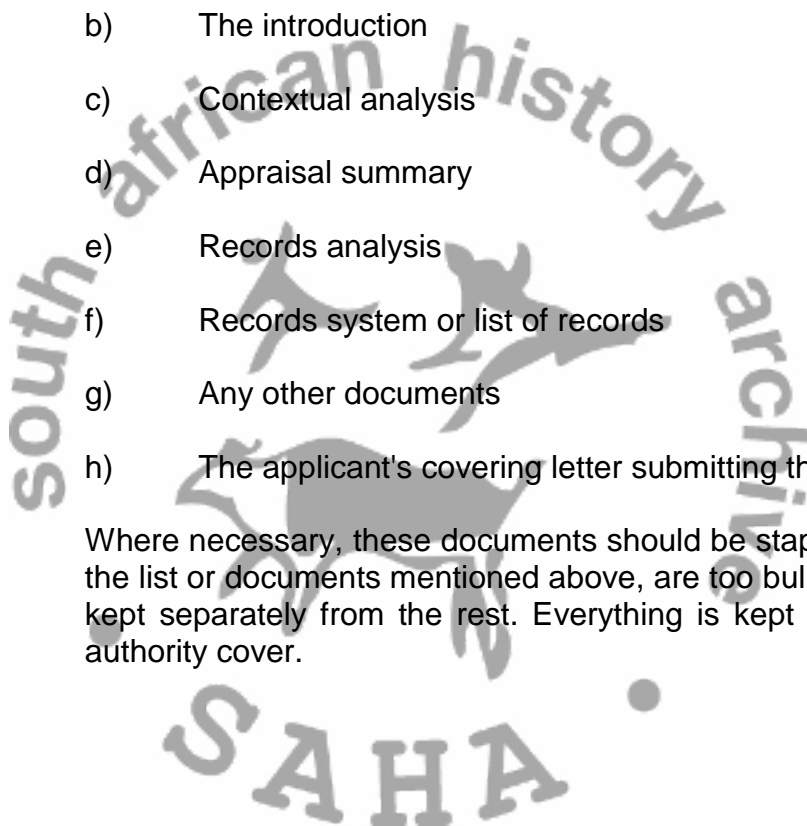 b) The introduction
c) Contextual analysis
d) Appraisal summary
e) Records analysis
f) Records system or list of records
g) Any other documents
h) The applicant's covering letter submitting th
Where necessary, these documents should be stap
the list or documents mentioned above, are too bul
kept separately from the rest. Everything is kept
authority cover.
south african history archive
SAHA